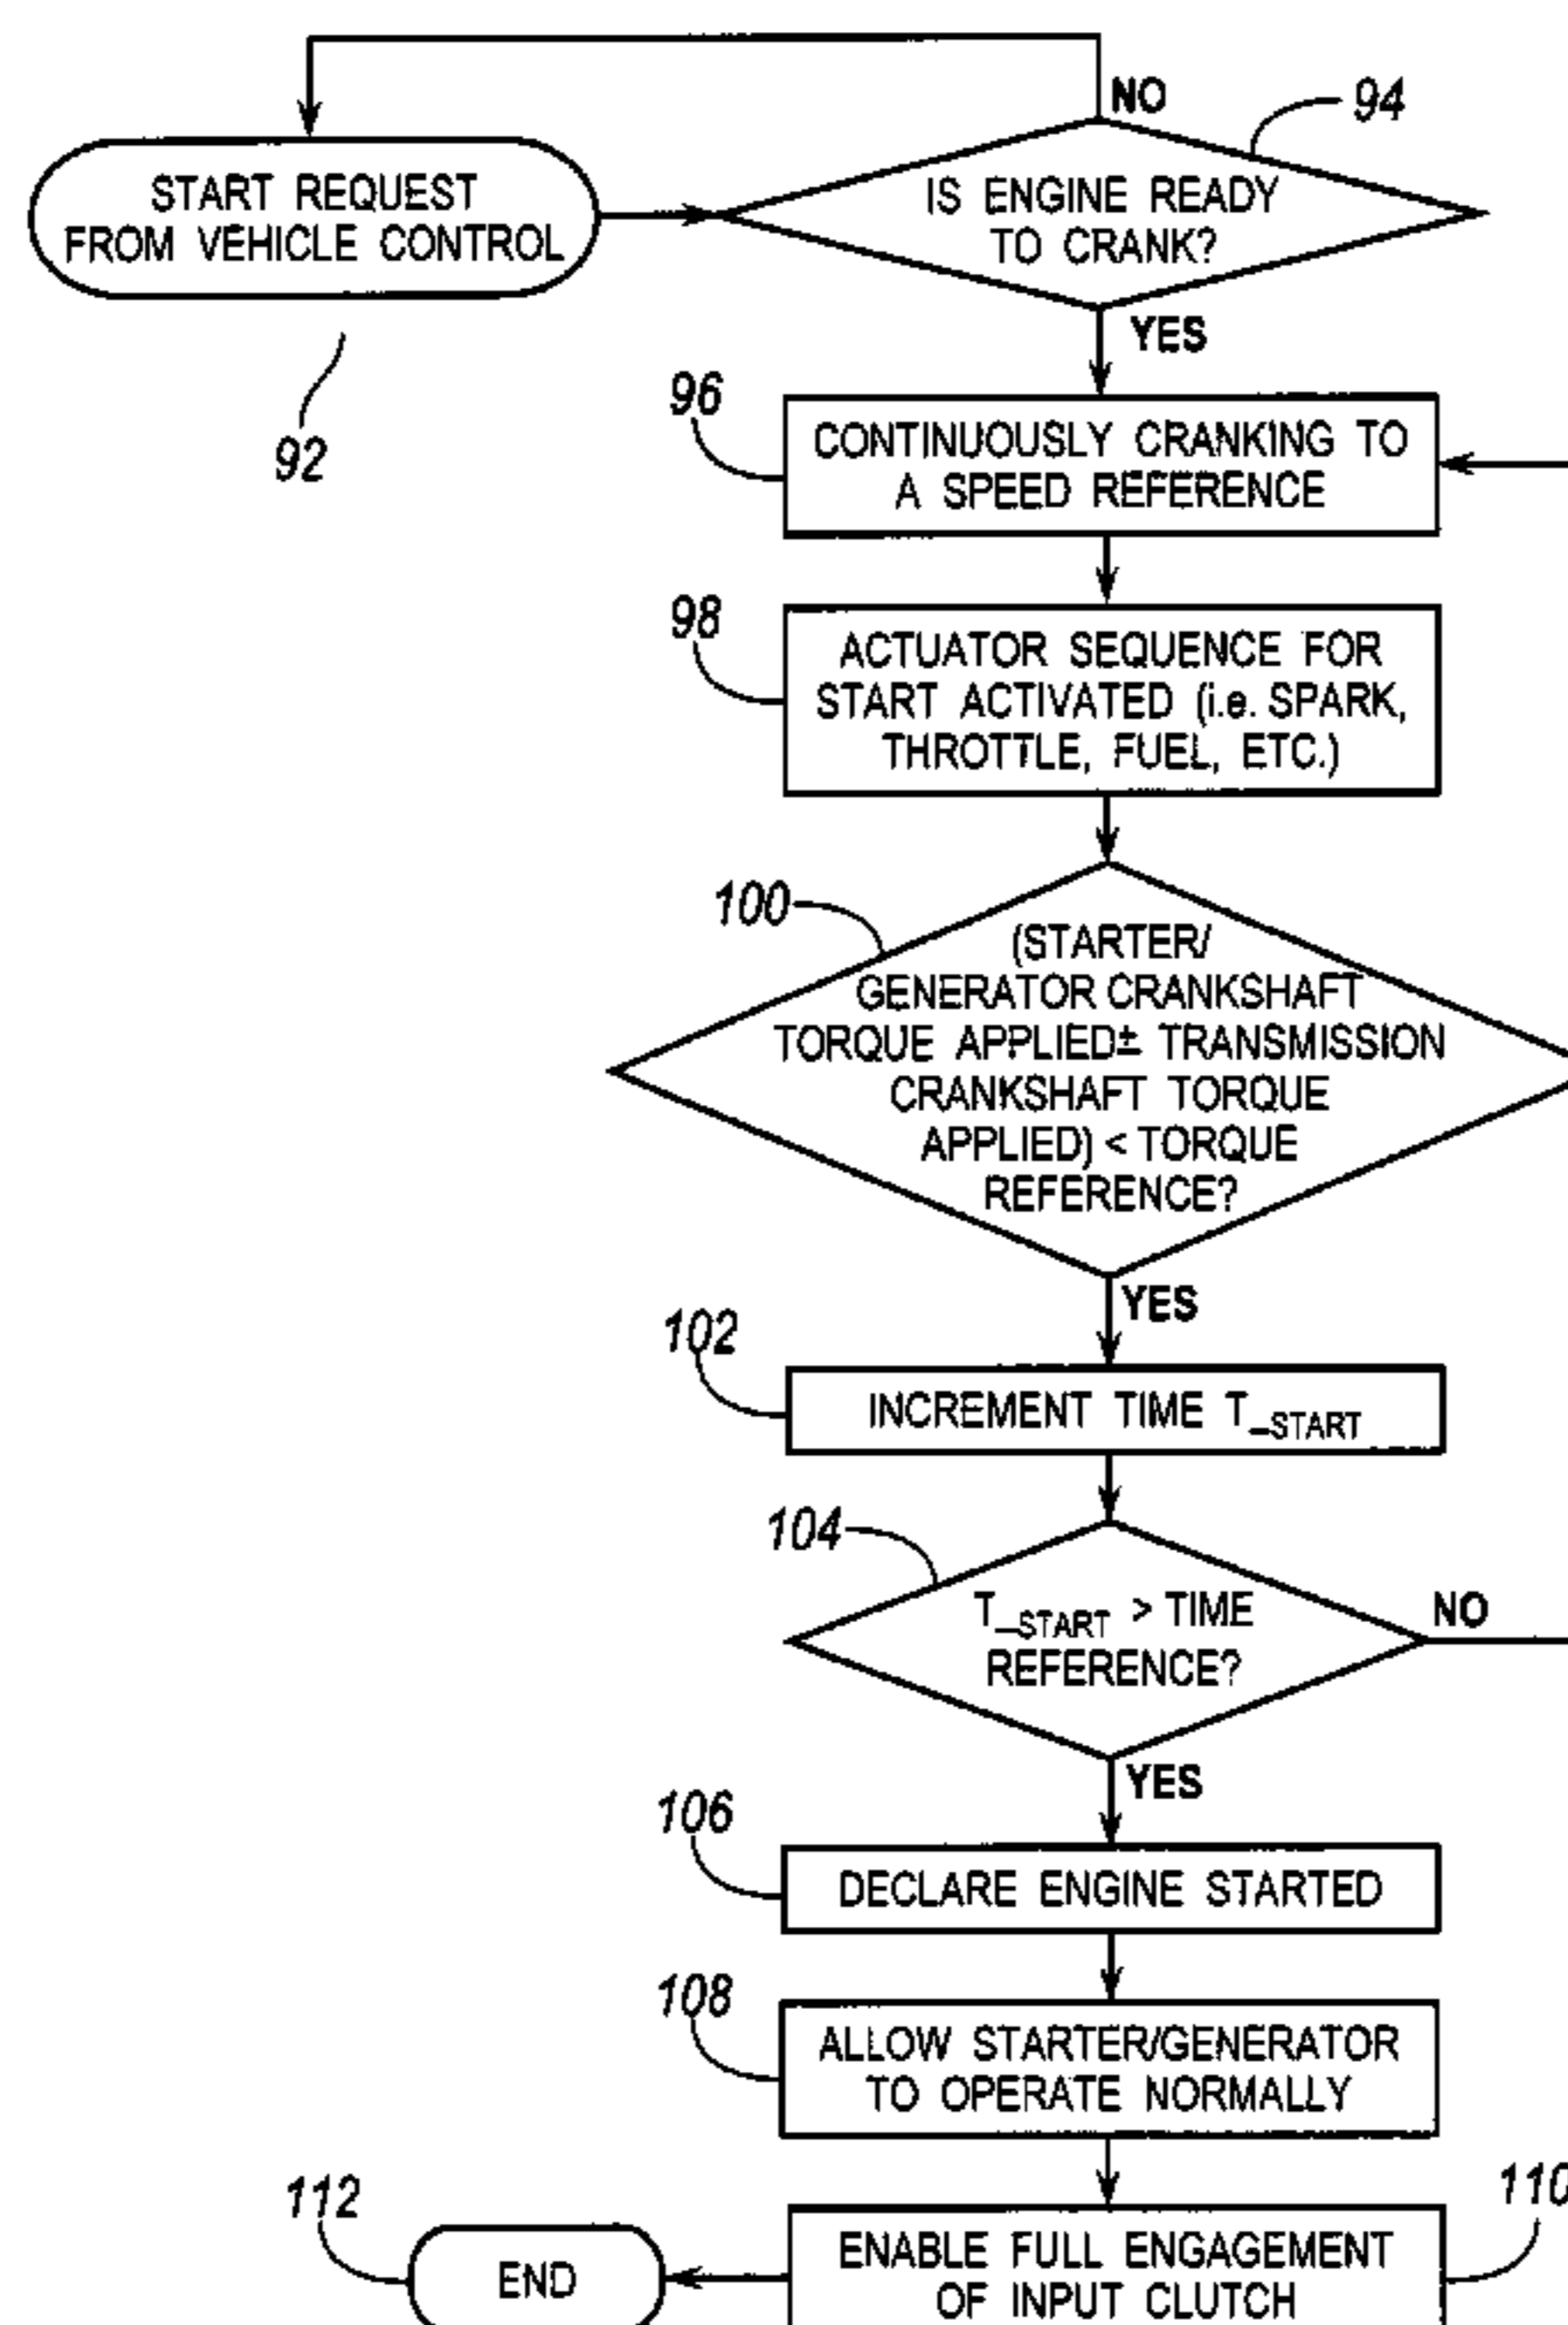 NO
94
START REQUEST
FROM VEHICLE CONTROL
IS ENGINE READY
TO CRANK?
YES
92
96
CONTINUOUSLY CRANKING TO
A SPEED REFERENCE
98
ACTUATOR SEQUENCE FOR
START ACTIVATED (i.e. SPARK,
THROTTLE, FUEL, ETC.)
100
(STARTER/
GENERATOR CRANKSHAFT
TORQUE APPLIED± TRANSMISSION
CRANKSHAFT TORQUE
APPLIED) < TORQUE
REFERENCE?
YES
102
INCREMENT TIME T_START
104
T_START > TIME
REFERENCE?
NO
YES
106
DECLARE ENGINE STARTED
108
ALLOW STARTER/GENERATOR
TO OPERATE NORMALLY
112
END
110
ENABLE FULL ENGAGEMENT
OF INPUT CLUTCH